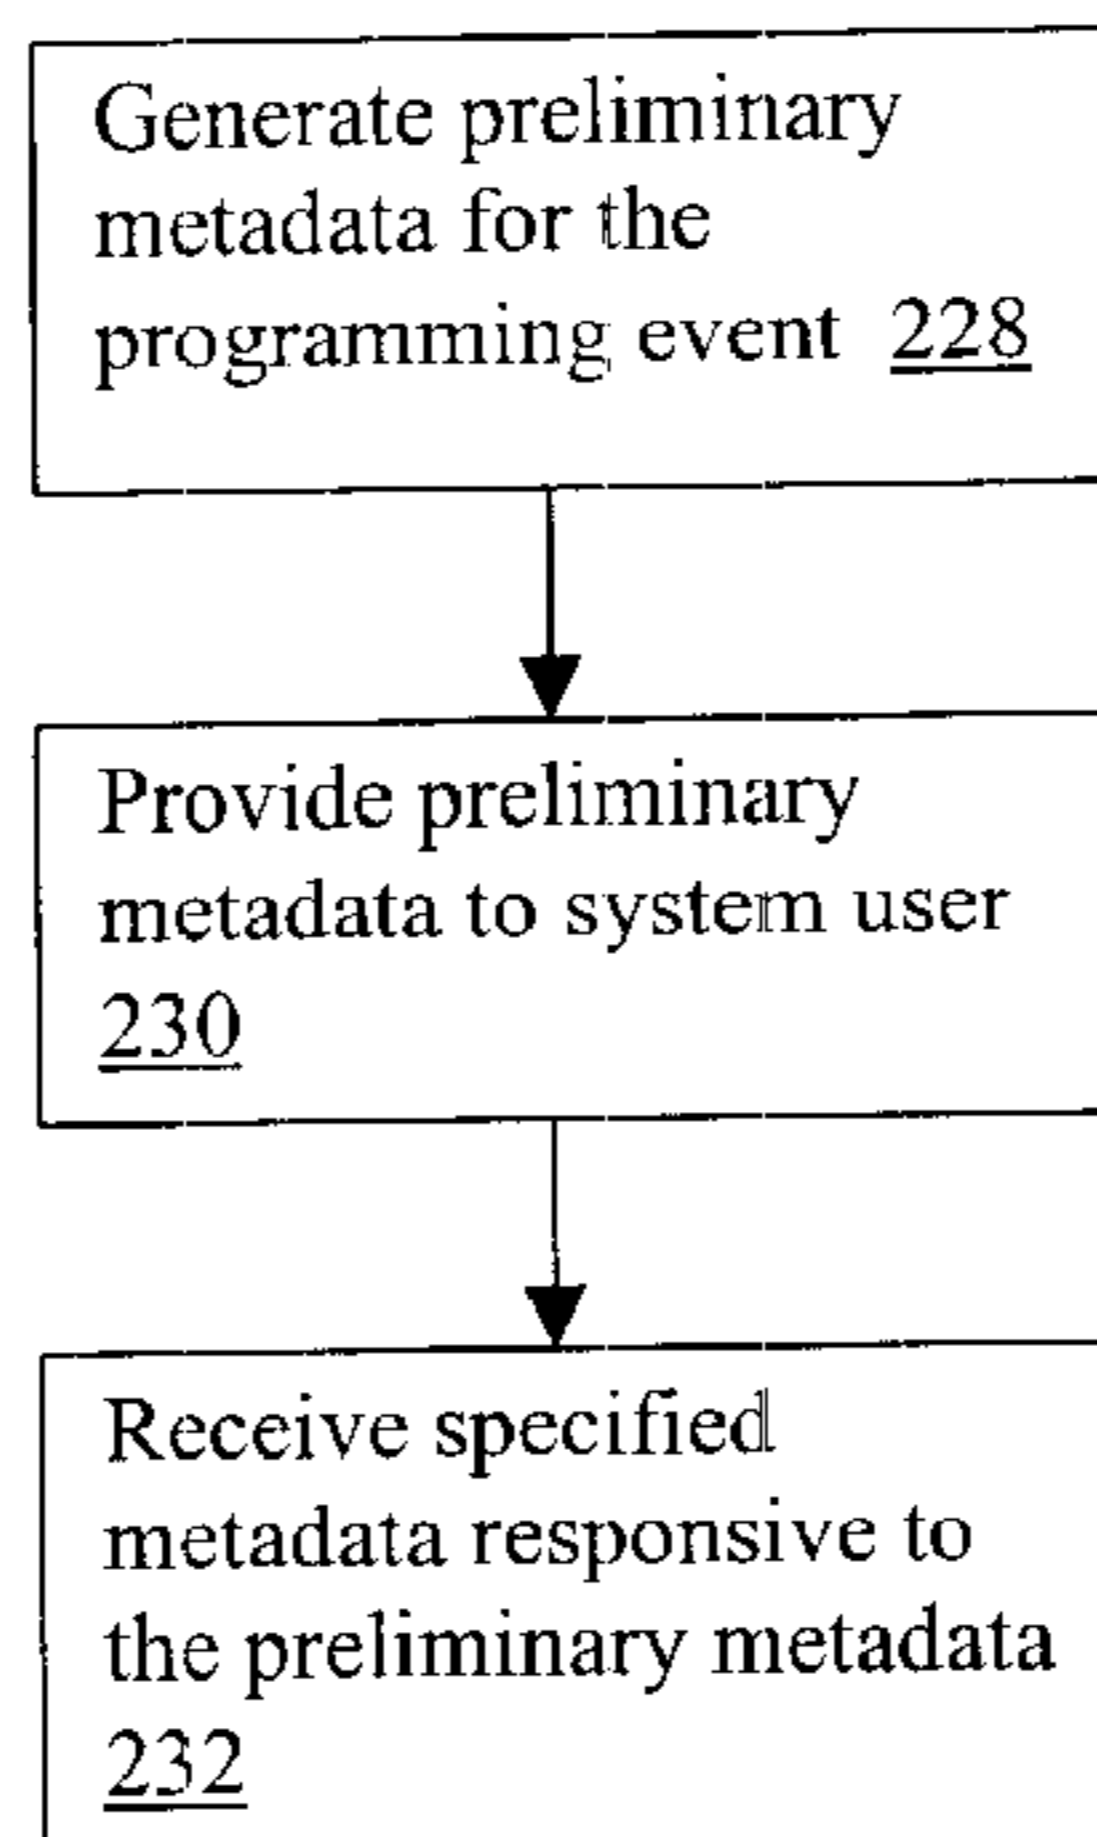 Generate preliminary
metadata for the
programming event 228
Provide preliminary
metadata to system user
230
Receive specified
metadata responsive to
the preliminary metadata
232